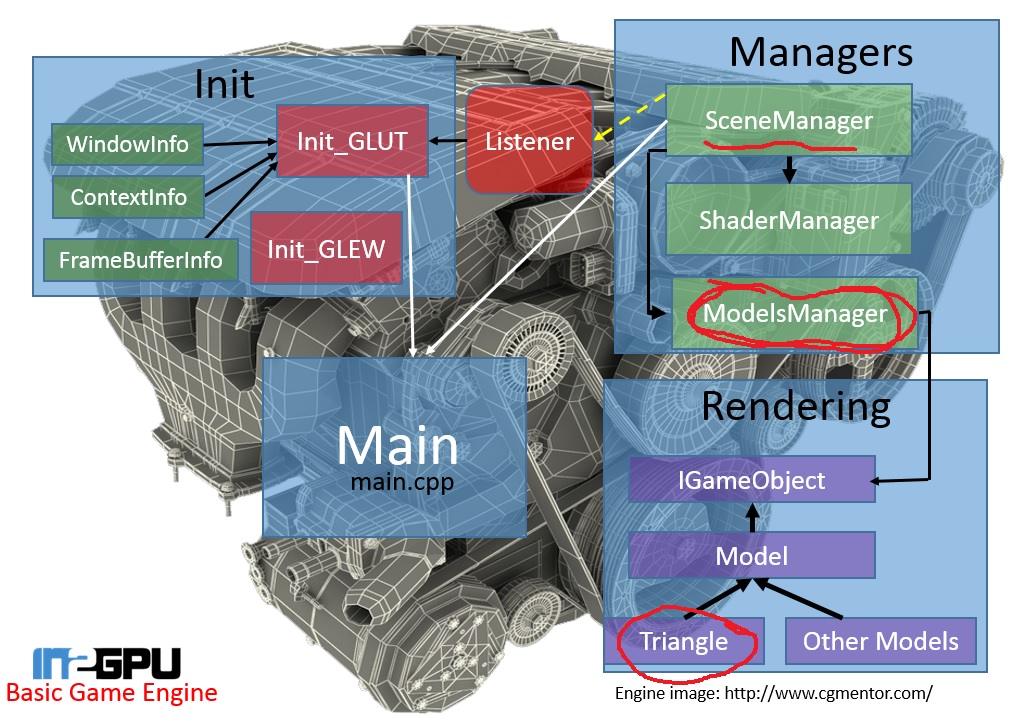 Init
WindowInfo
ContextInfo
FrameBufferInfo
Init_GLUT
Init_GLEW
Listener
Managers
SceneManager
ShaderManager
ModelsManager
Main
main.cpp
Rendering
IGameObject
Model
Triangle
Other Models
IN2GPU
Basic Game Engine
Engine image: http://www.cgmentor.com/